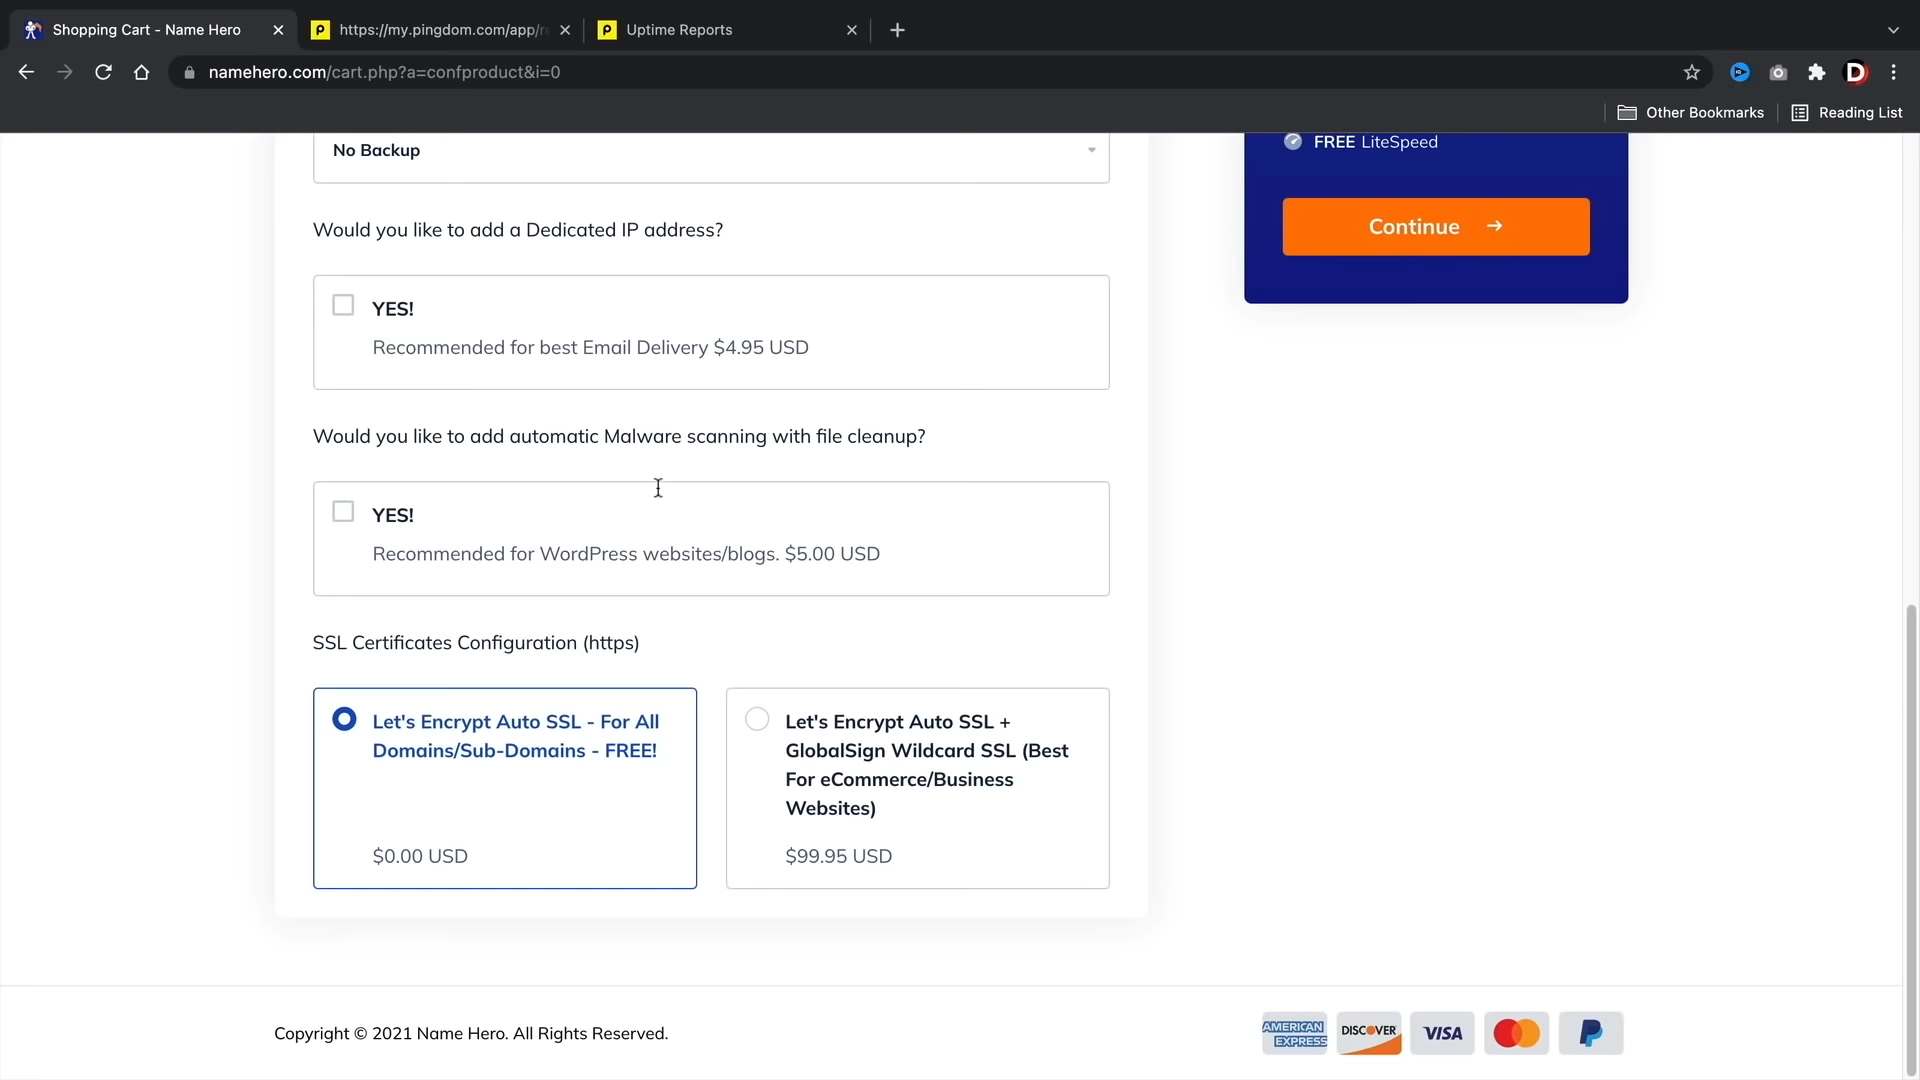 Shopping Cart - Name Hero
https://my.pingdom.com/app/re
Uptime Reports
namehero.com/cart.php?a=confproduct&i=0
Other Bookmarks
Reading List
No Backup
FREE LiteSpeed
Continue →
Would you like to add a Dedicated IP address?
YES!
Recommended for best Email Delivery $4.95 USD
Would you like to add automatic Malware scanning with file cleanup?
YES!
Recommended for WordPress websites/blogs. $5.00 USD
SSL Certificates Configuration (https)
Let's Encrypt Auto SSL - For All
Domains/Sub-Domains - FREE!
$0.00 USD
Let's Encrypt Auto SSL +
GlobalSign Wildcard SSL (Best
For eCommerce/Business
Websites)
$99.95 USD
Copyright © 2021 Name Hero. All Rights Reserved.
AMERICAN
EXPRESS
DISCOVER
VISA